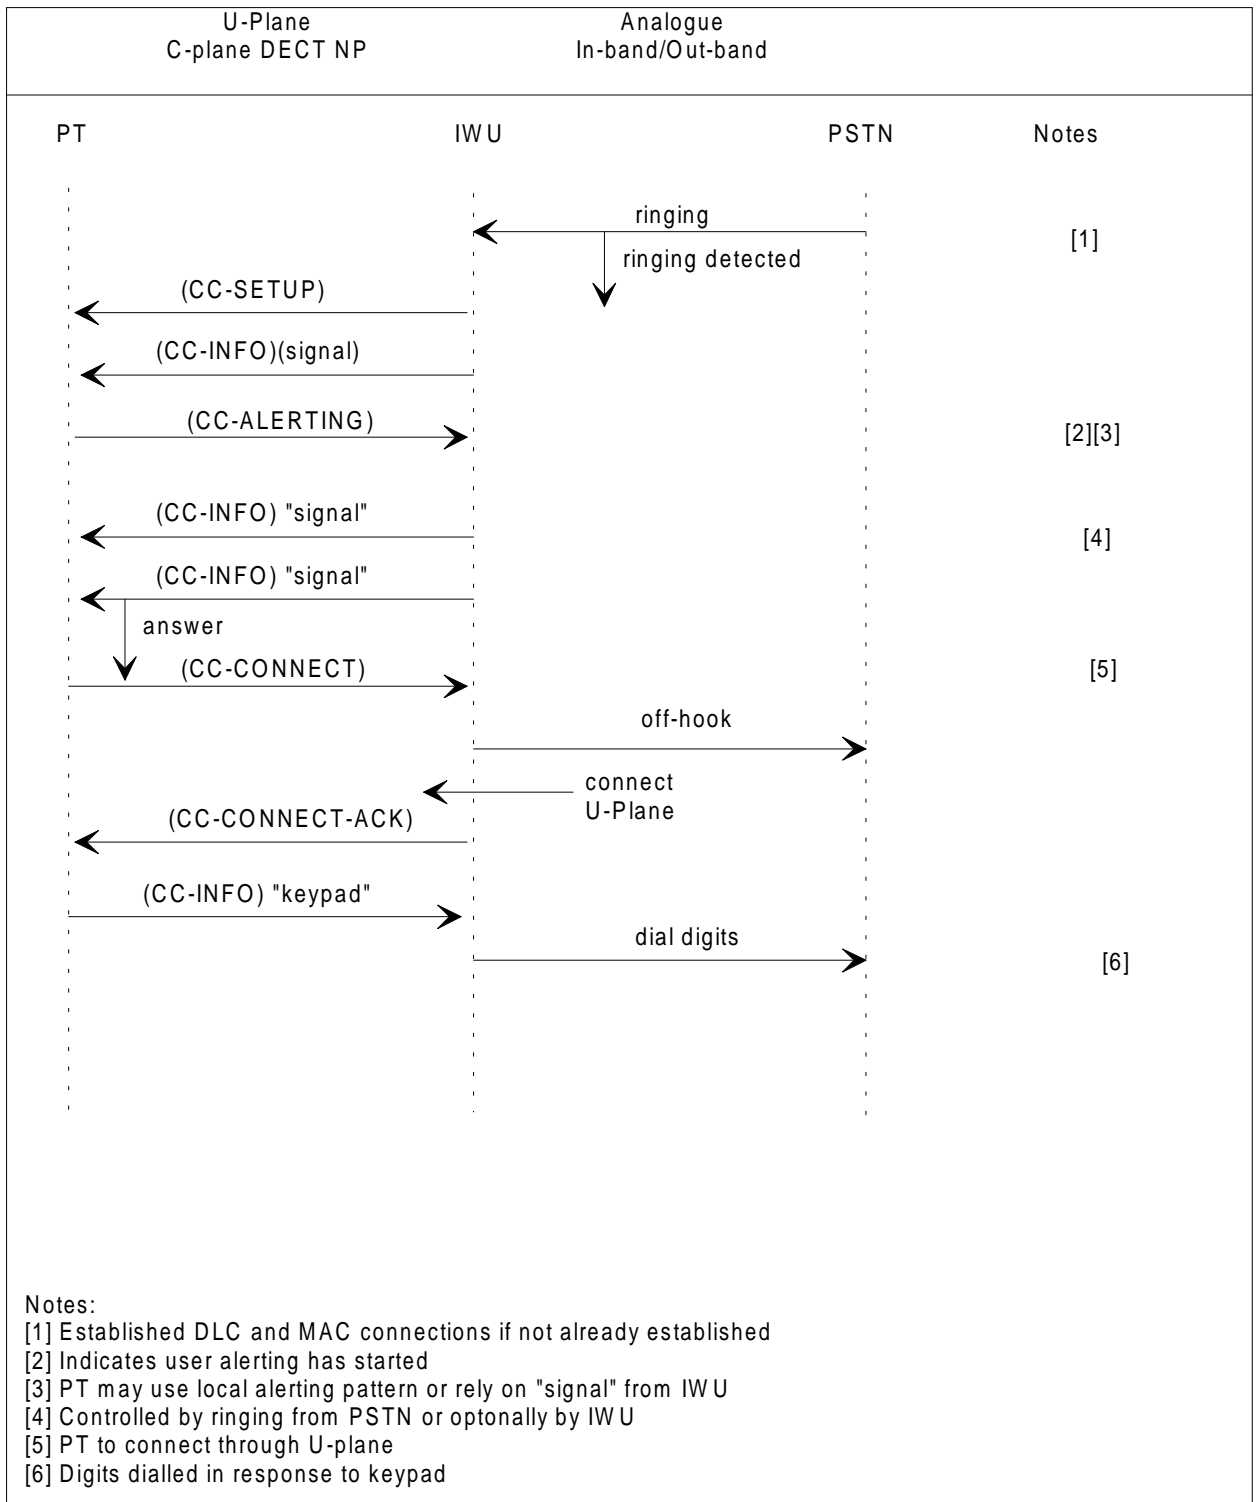 U-Plane
C-plane DECT NP
Analogue
In-band/Out-band
PT IWU PSTN Notes
ringing
[1]
ringing detected
(CC-SETUP)
(CC-INFO)(signal)
(CC-ALERTING)
[2][3]
(CC-INFO) "signal"
[4]
(CC-INFO) "signal"
answer
(CC-CONNECT)
[5]
off-hook
connect
U-Plane
(CC-CONNECT-ACK)
(CC-INFO) "keypad"
dial digits
[6]
Notes:
[1] Established DLC and MAC connections if not already established
[2] Indicates user alerting has started
[3] PT may use local alerting pattern or rely on "signal" from IWU
[4] Controlled by ringing from PSTN or optonally by IWU
[5] PT to connect through U-plane
[6] Digits dialled in response to keypad